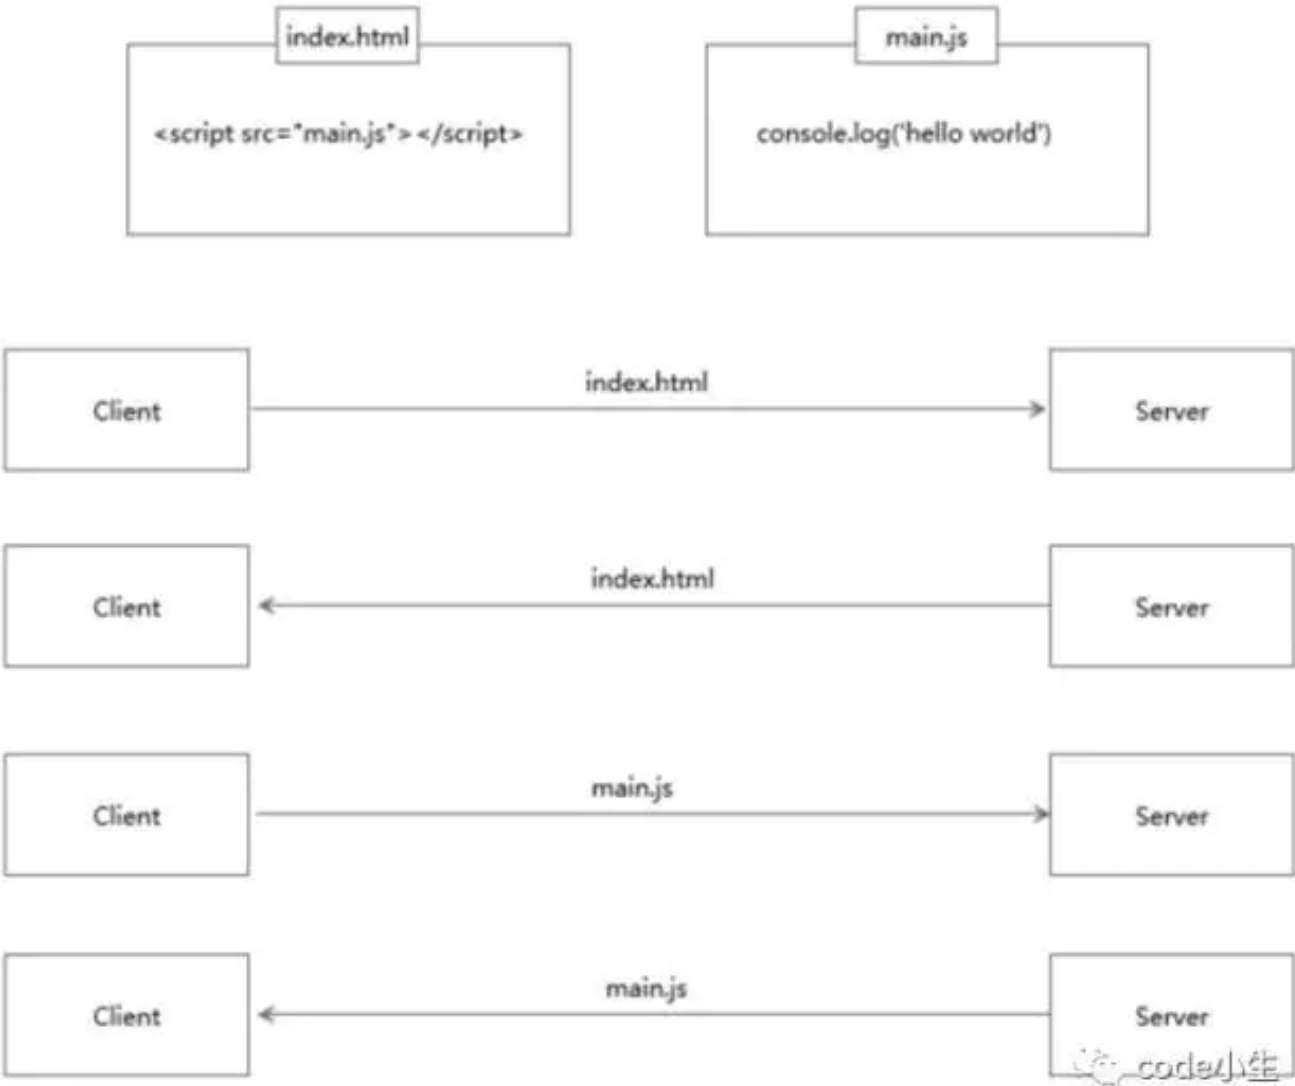 index.html
<script src="main.js"></script>
main.js
console.log('hello world')
index.html
Client
Server
index.html
Client
Server
main.js
Client
Server
main.js
Client
Server
code小生